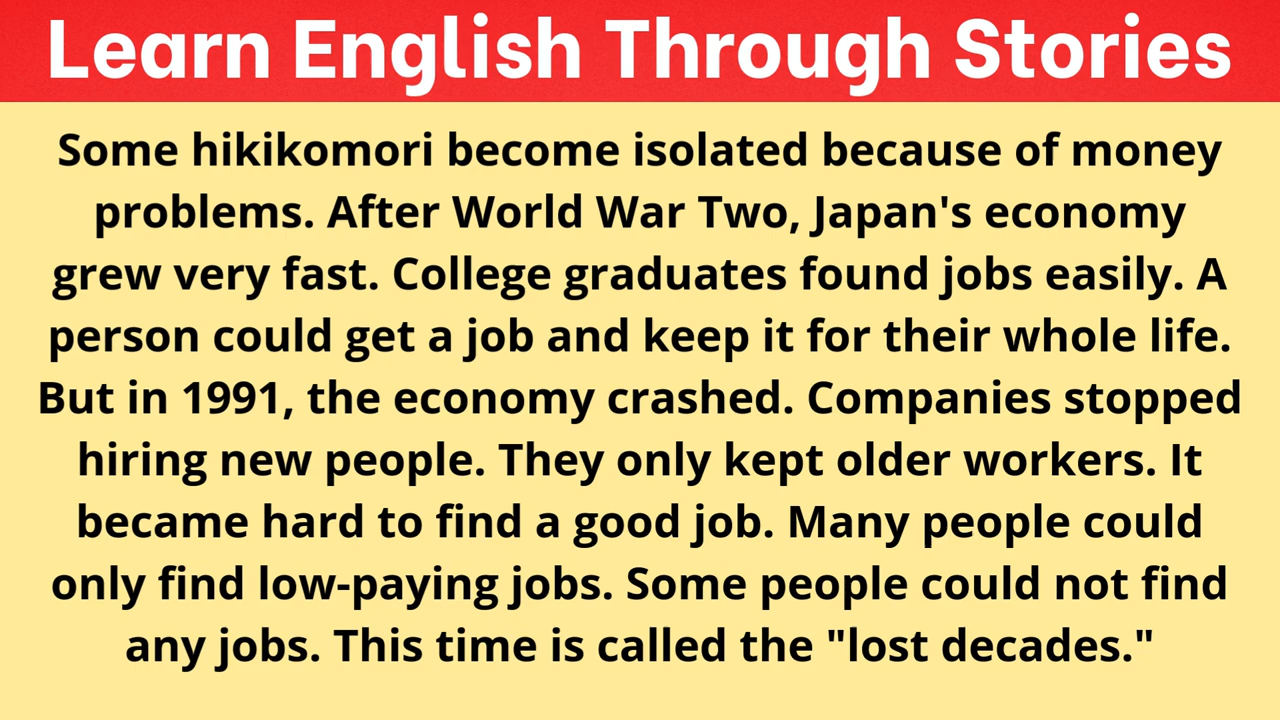 Learn English Through Stories
Some hikikomori become isolated because of money
problems. After World War Two, Japan's economy
grew very fast. College graduates found jobs easily. A
person could get a job and keep it for their whole life.
But in 1991, the economy crashed. Companies stopped
hiring new people. They only kept older workers. It
became hard to find a good job. Many people could
only find low-paying jobs. Some people could not find
any jobs. This time is called the "lost decades."